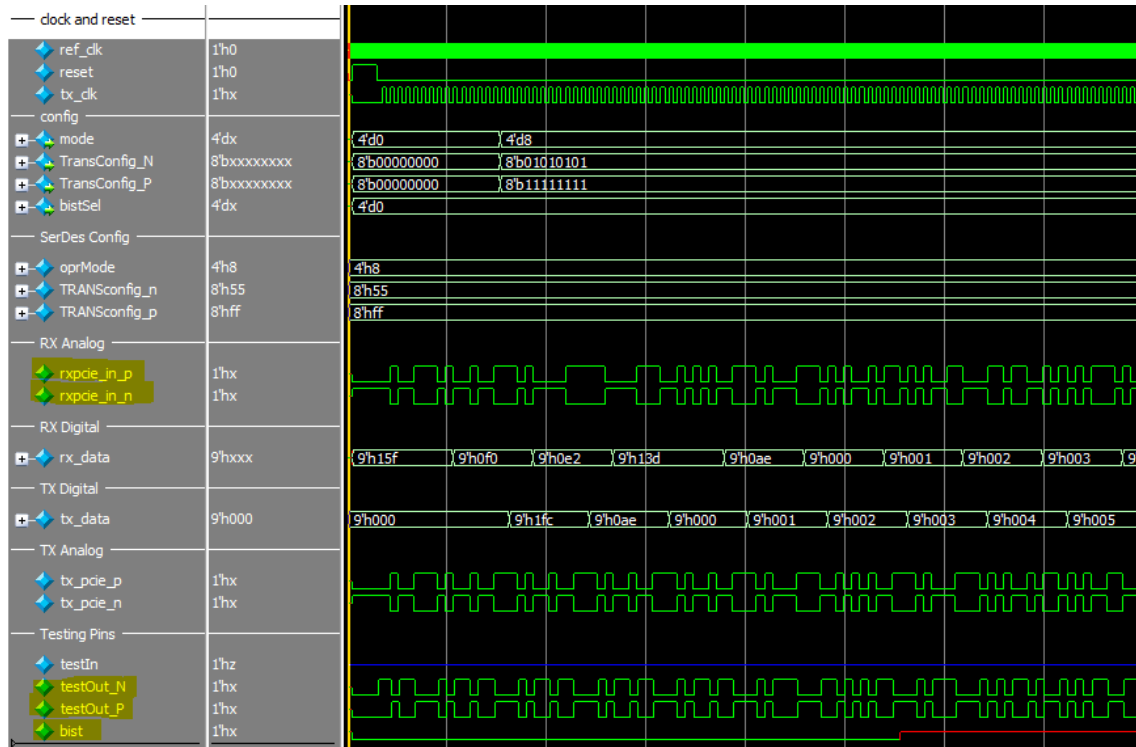 clock and reset
ref_clk 1'h0
reset 1'h0
tx_clk 1'hx
config
mode 4'dx 4'd0 4'd8
TransConfig_N 8'bxxxxxxxx 8'b00000000 8'b01010101
TransConfig_P 8'bxxxxxxxx 8'b00000000 8'b11111111
bistSel 4'dx 4'd0
SerDes Config
oprMode 4'h8 4'h8
TRANSconfig_n 8'h55 8'h55
TRANSconfig_p 8'hff 8'hff
RX Analog
rxpcie_in_p 1'hx
rxpcie_in_n 1'hx
RX Digital
rx_data 9'hxxx 9'h15f 9'h0f0 9'h0e2 9'h13d 9'h0ae 9'h000 9'h001 9'h002 9'h003 9
TX Digital
tx_data 9'h000 9'h000 9'h1fc 9'h0ae 9'h000 9'h001 9'h002 9'h003 9'h004 9'h005
TX Analog
tx_pcie_p 1'hx
tx_pcie_n 1'hx
Testing Pins
testIn 1'hz
testOut_N 1'hx
testOut_P 1'hx
bist 1'hx